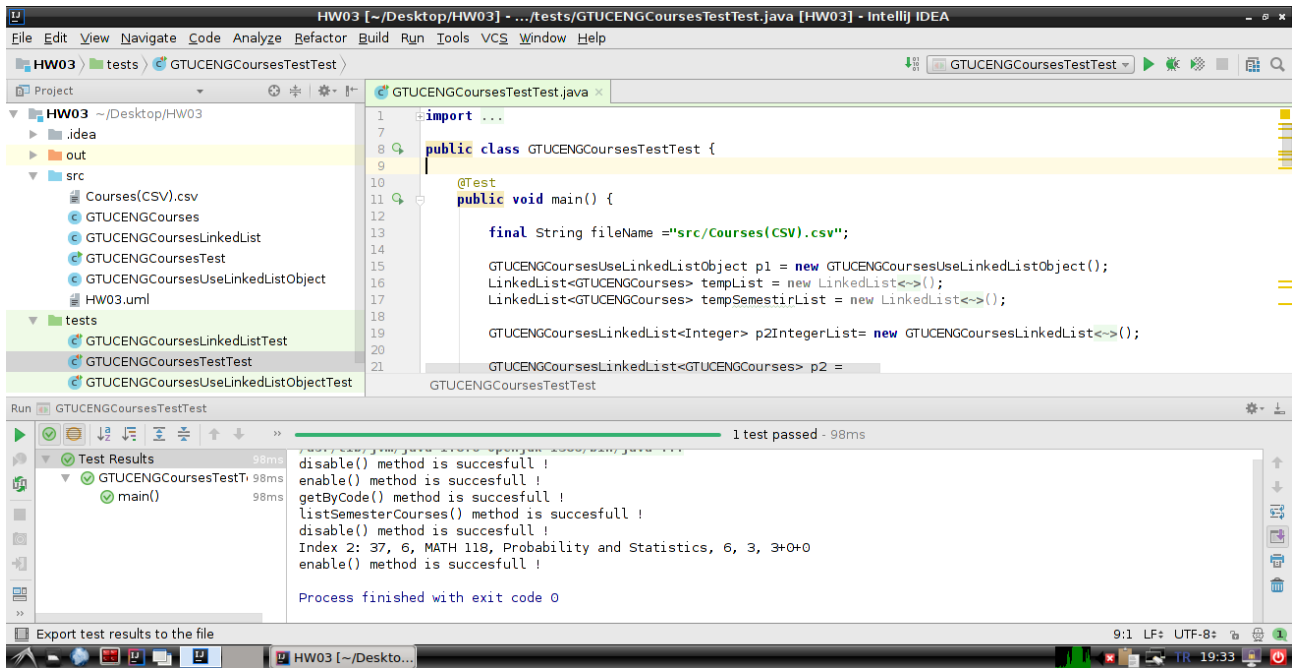 HW03 [~/Desktop/HW03] - .../tests/GTUCENGCoursesTestTest.java [HW03] - IntelliJ IDEA
File Edit View Navigate Code Analyze Refactor Build Run Tools VCS Window Help
HW03 tests GTUCENGCoursesTestTest
GTUCENGCoursesTestTest
Project
HW03 ~/Desktop/HW03
.idea
out
src
Courses(CSV).csv
GTUCENGCourses
GTUCENGCoursesLinkedList
GTUCENGCoursesTest
GTUCENGCoursesUseLinkedListObject
HW03.uml
tests
GTUCENGCoursesLinkedListTest
GTUCENGCoursesTestTest
GTUCENGCoursesUseLinkedListObjectTest
GTUCENGCoursesTestTest.java
1 import ...
7
8 public class GTUCENGCoursesTestTest {
9
10 @Test
11 public void main() {
12
13 final String fileName ="src/Courses(CSV).csv";
14
15 GTUCENGCoursesUseLinkedListObject p1 = new GTUCENGCoursesUseLinkedListObject();
16 LinkedList<GTUCENGCourses> tempList = new LinkedList<~>();
17 LinkedList<GTUCENGCourses> tempSemestirList = new LinkedList<~>();
18
19 GTUCENGCoursesLinkedList<Integer> p2IntegerList= new GTUCENGCoursesLinkedList<~>();
20
21 GTUCENGCoursesLinkedList<GTUCENGCourses> p2 =
GTUCENGCoursesTestTest
Run GTUCENGCoursesTestTest
1 test passed - 98ms
Test Results 98ms
GTUCENGCoursesTestT 98ms
main() 98ms
disable() method is succesfull !
enable() method is succesfull !
getByCode() method is succesfull !
listSemesterCourses() method is succesfull !
disable() method is succesfull !
Index 2: 37, 6, MATH 118, Probability and Statistics, 6, 3, 3+0+0
enable() method is succesfull !
Process finished with exit code 0
Export test results to the file
9:1 LF UTF-8 1
HW03 [~/Deskto...
TR 19:33